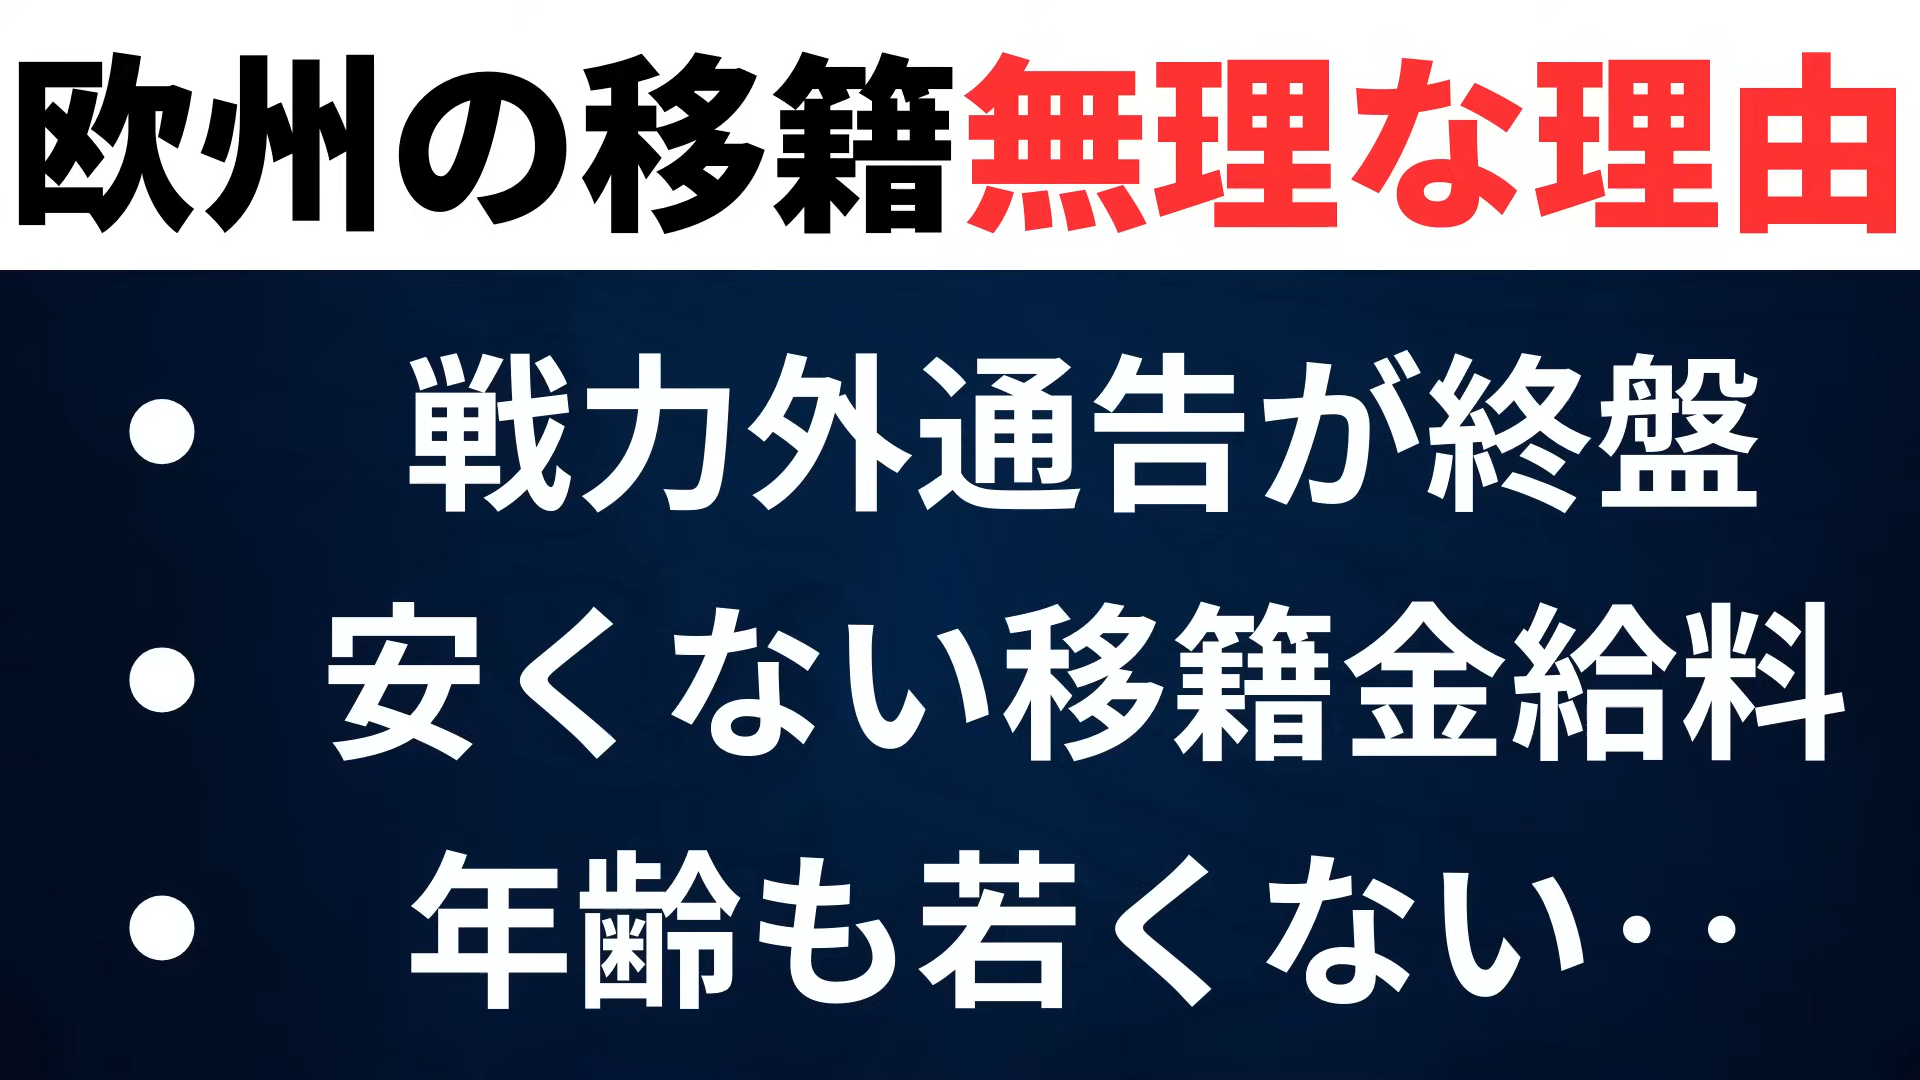 欧州の移籍無理な理由
• 戦力外通告が終盤
• 安くない移籍金給料
• 年齢も若くない‥